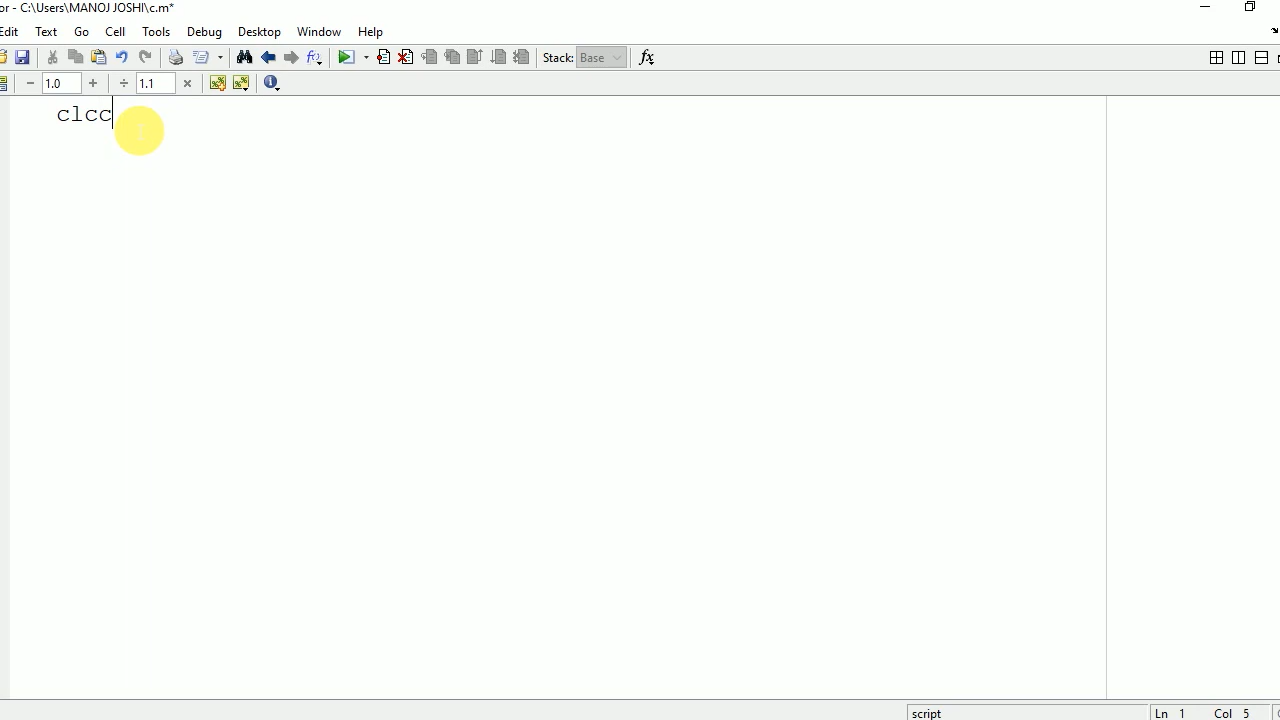 or - C:\Users\MANOJ JOSHI\c.m*
Edit Text Go Cell Tools Debug Desktop Window Help
Stack: Base fx
1.0 1.1
clcc
script Ln 1 Col 5